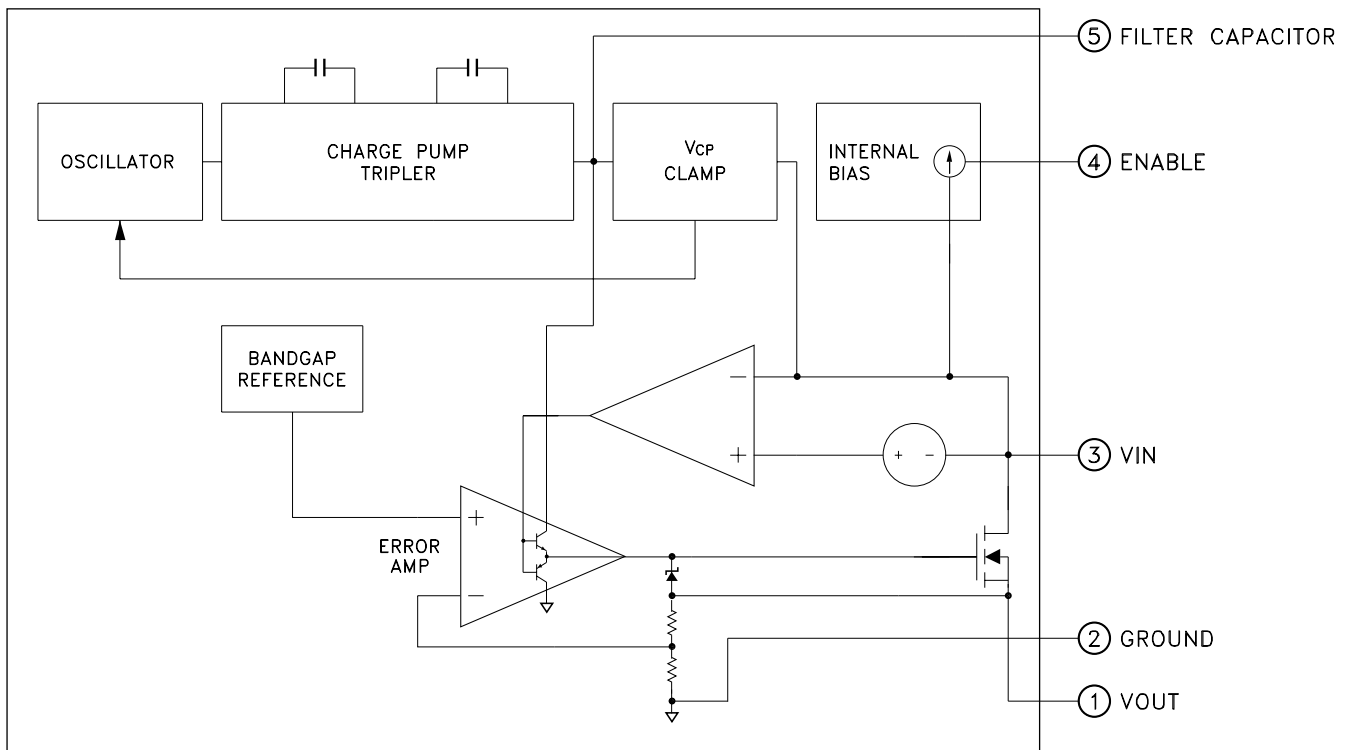 5 FILTER CAPACITOR
OSCILLATOR
CHARGE PUMP
TRIPLER
VCP
CLAMP
INTERNAL
BIAS
4 ENABLE
BANDGAP
REFERENCE
−
+
+ -
3 VIN
+
ERROR
AMP
−
2 GROUND
1 VOUT